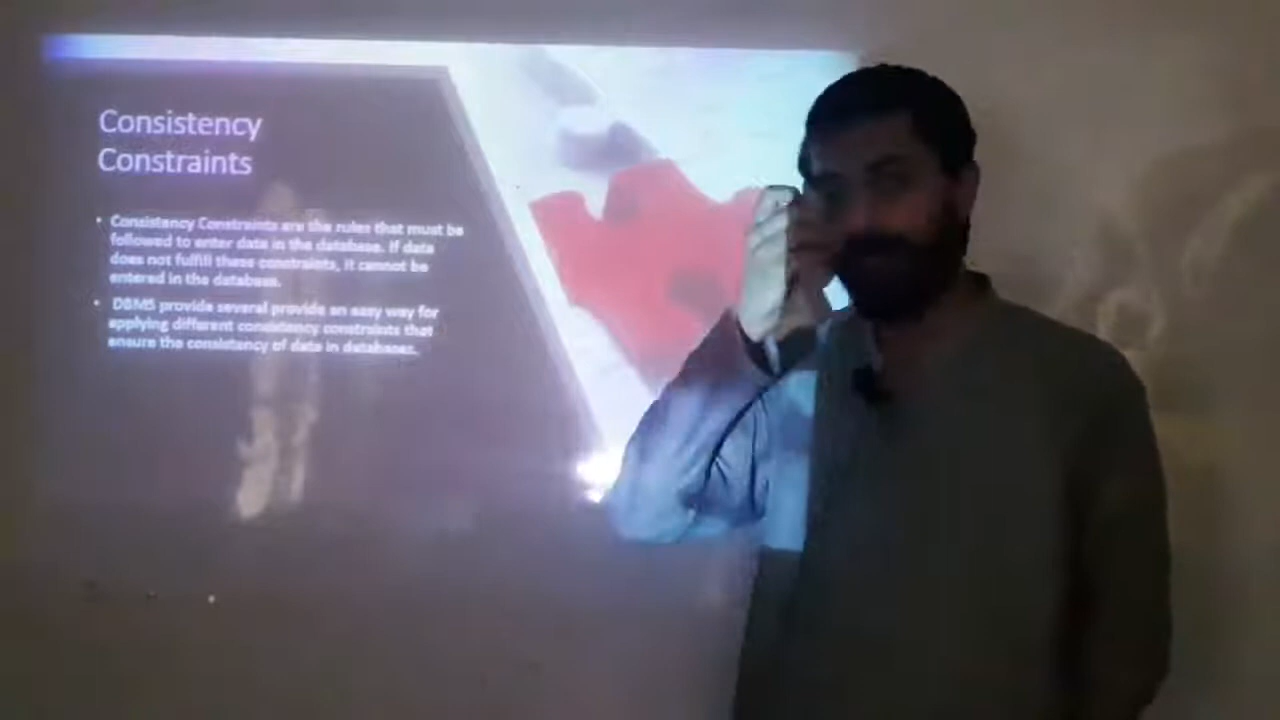 Consistency
Constraints
• Consistency Constraints are the rules that must be
followed to enter data in the database. If data
does not fulfill these constraints, it cannot be
entered in the database.
• DBMS provide several provide an easy way for
applying different consistency constraints that
ensure the consistency of data in databases.